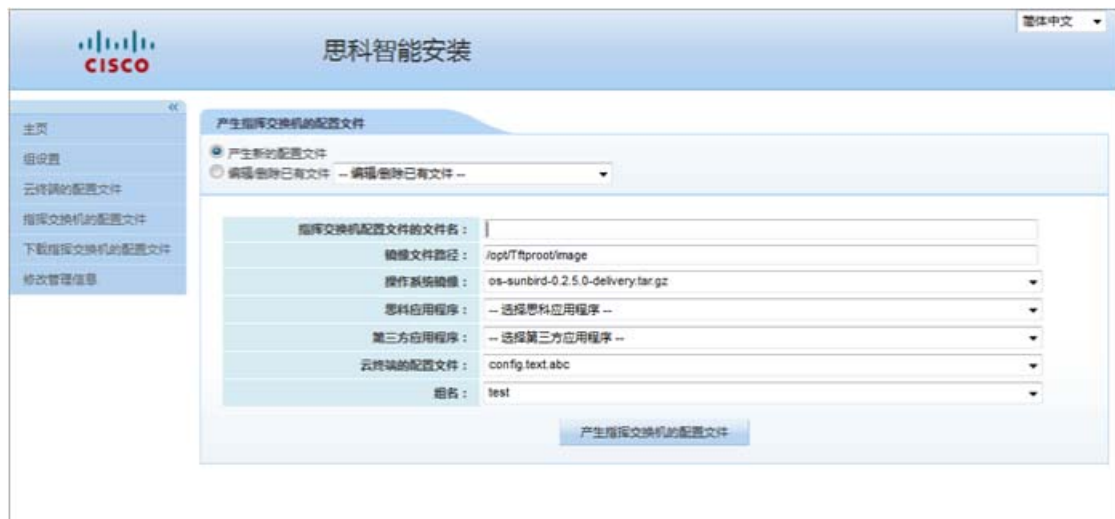 简体中文
CISCO
思科智能安装
«
主页
组设置
云终端的配置文件
指挥交换机的配置文件
下载指挥交换机的配置文件
修改管理信息
产生指挥交换机的配置文件
产生新的配置文件
编辑/删除已有文件 -- 编辑/删除已有文件 --
指挥交换机配置文件的文件名：
镜像文件路径： /opt/Tftproot/image
操作系统镜像： os-sunbird-0.2.5.0-delivery.tar.gz
思科应用程序： -- 选择思科应用程序 --
第三方应用程序： -- 选择第三方应用程序 --
云终端的配置文件： config.text.abc
组名： test
产生指挥交换机的配置文件